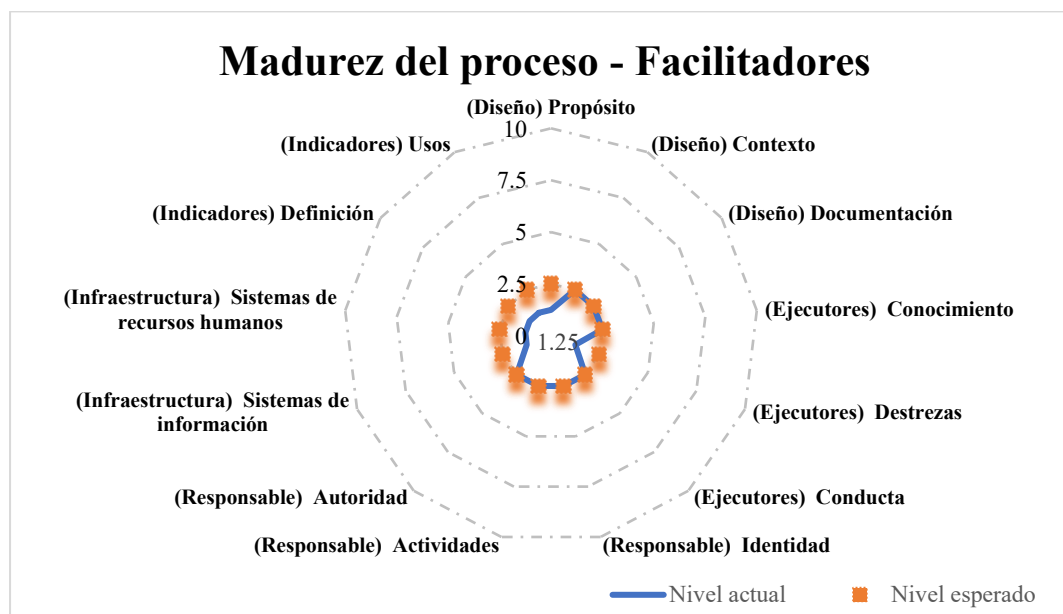 Madurez del proceso - Facilitadores
(Diseño) Propósito
10
(Indicadores) Usos
(Diseño) Contexto
7.5
(Indicadores) Definición
(Diseño) Documentación
5
(Infraestructura) Sistemas de
recursos humanos
2.5
(Ejecutores) Conocimiento
0
1.25
(Infraestructura) Sistemas de
información
(Ejecutores) Destrezas
(Responsable) Autoridad
(Ejecutores) Conducta
(Responsable) Actividades
(Responsable) Identidad
Nivel actual
Nivel esperado